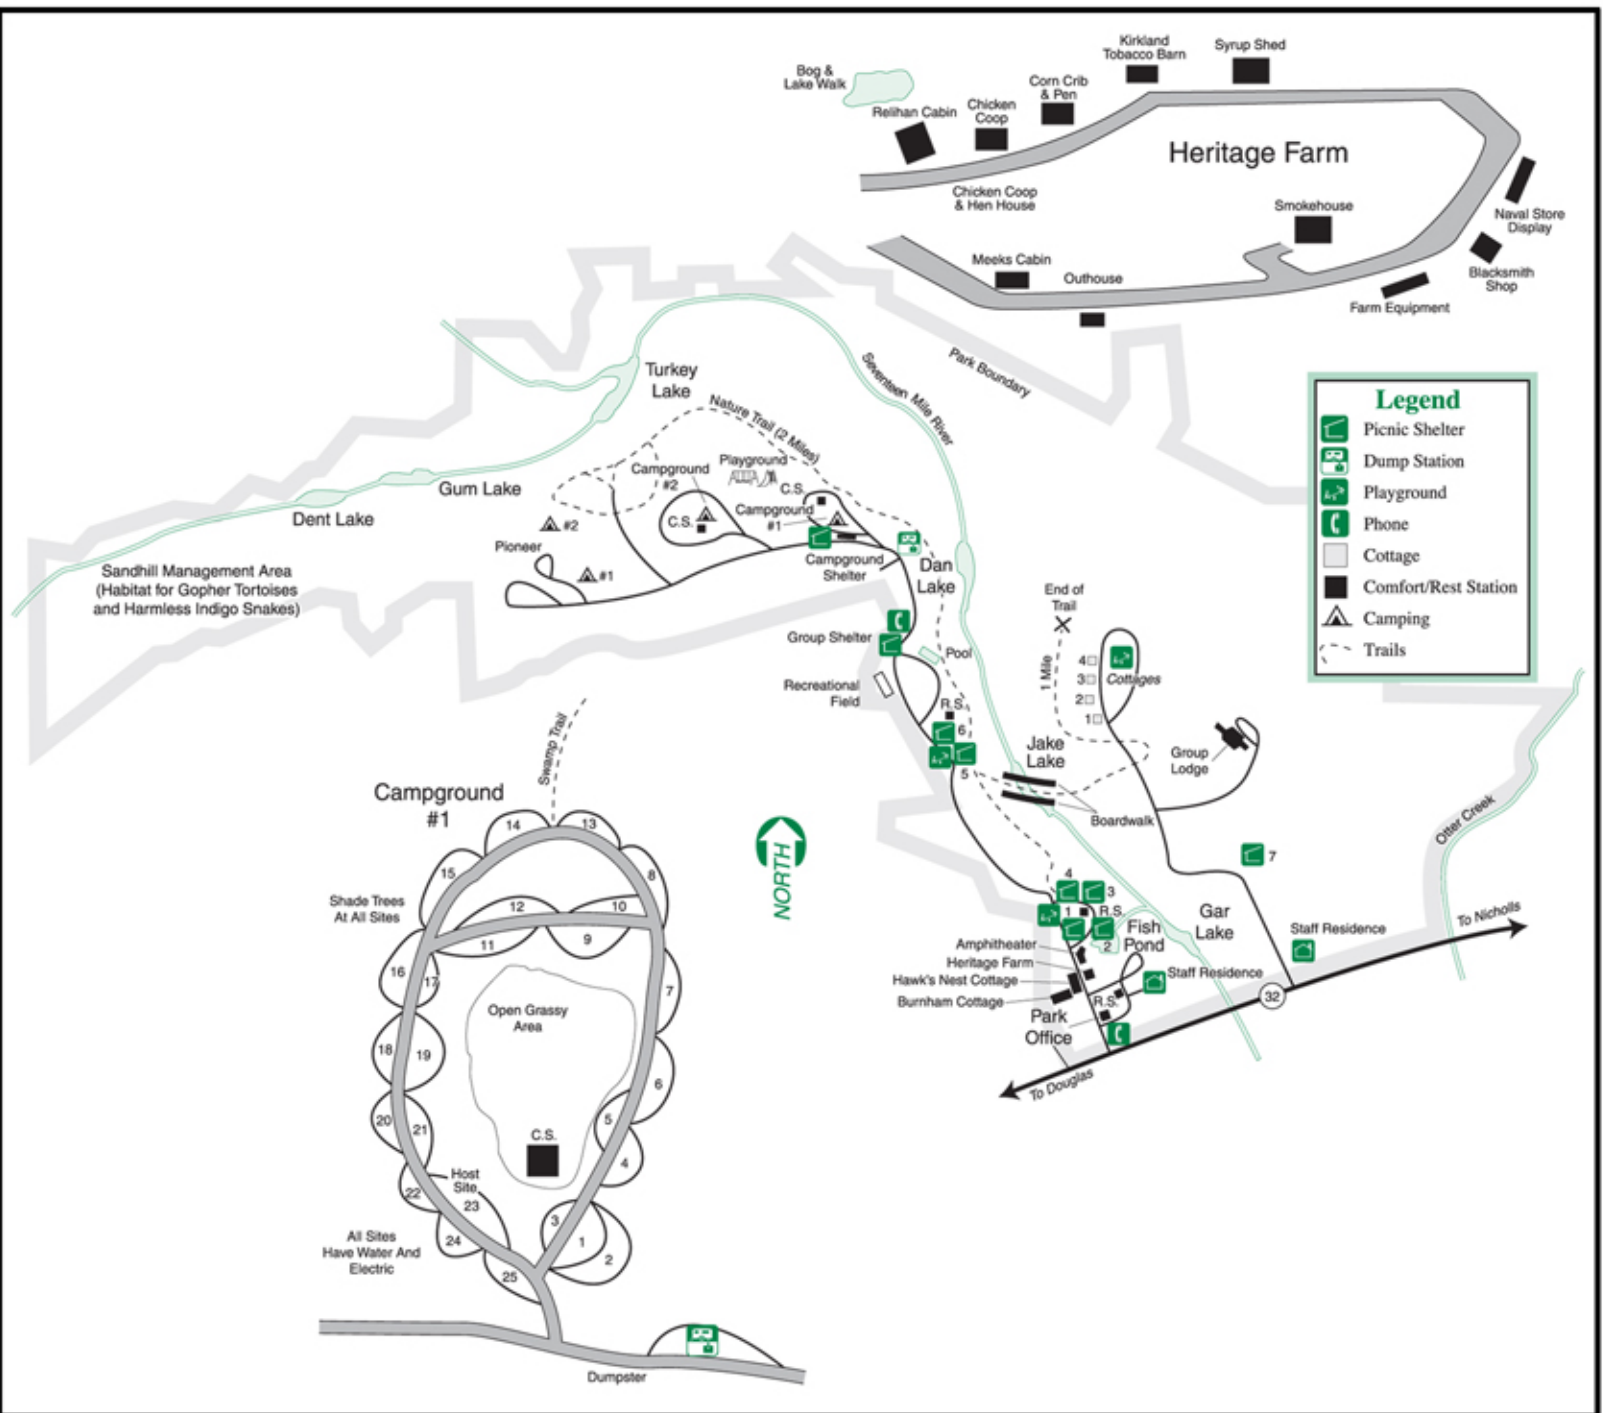 Bog &
Lake Walk
Relihan Cabin
Chicken
Coop
Corn Crib
& Pen
Kirkland
Tobacco Barn
Syrup Shed
Heritage Farm
Chicken Coop
& Hen House
Smokehouse
Naval Store
Display
Blacksmith
Shop
Farm Equipment
Meeks Cabin
Outhouse
Park Boundary
Seventeen Mile River
Turkey
Lake
Nature Trail (2 Miles)
Gum Lake
Dent Lake
Sandhill Management Area
(Habitat for Gopher Tortoises
and Harmless Indigo Snakes)
Campground
#2
Playground
C.S.
C.S.
Campground
#1
#2
Pioneer
#1
Campground
Shelter
Dan
Lake
Group Shelter
Pool
Recreational
Field
R.S.
6
5
End of
Trail
1 Mile
4
3
2
1
Cottages
Group
Lodge
Jake
Lake
Boardwalk
7
4
3
1
R.S.
2
Fish
Pond
Gar
Lake
Amphitheater
Heritage Farm
Hawk's Nest Cottage
Burnham Cottage
R.S.
Park
Office
Staff Residence
Staff Residence
Otter Creek
To Nicholls
32
To Douglas
Legend
Picnic Shelter
Dump Station
Playground
Phone
Cottage
Comfort/Rest Station
Camping
Trails
NORTH
Swamp Trail
Campground
#1
14
13
15
8
Shade Trees
At All Sites
12
10
11
9
16
17
7
Open Grassy
Area
18
19
6
20
21
5
C.S.
4
22
Host
Site
23
24
3
1
2
25
All Sites
Have Water And
Electric
Dumpster